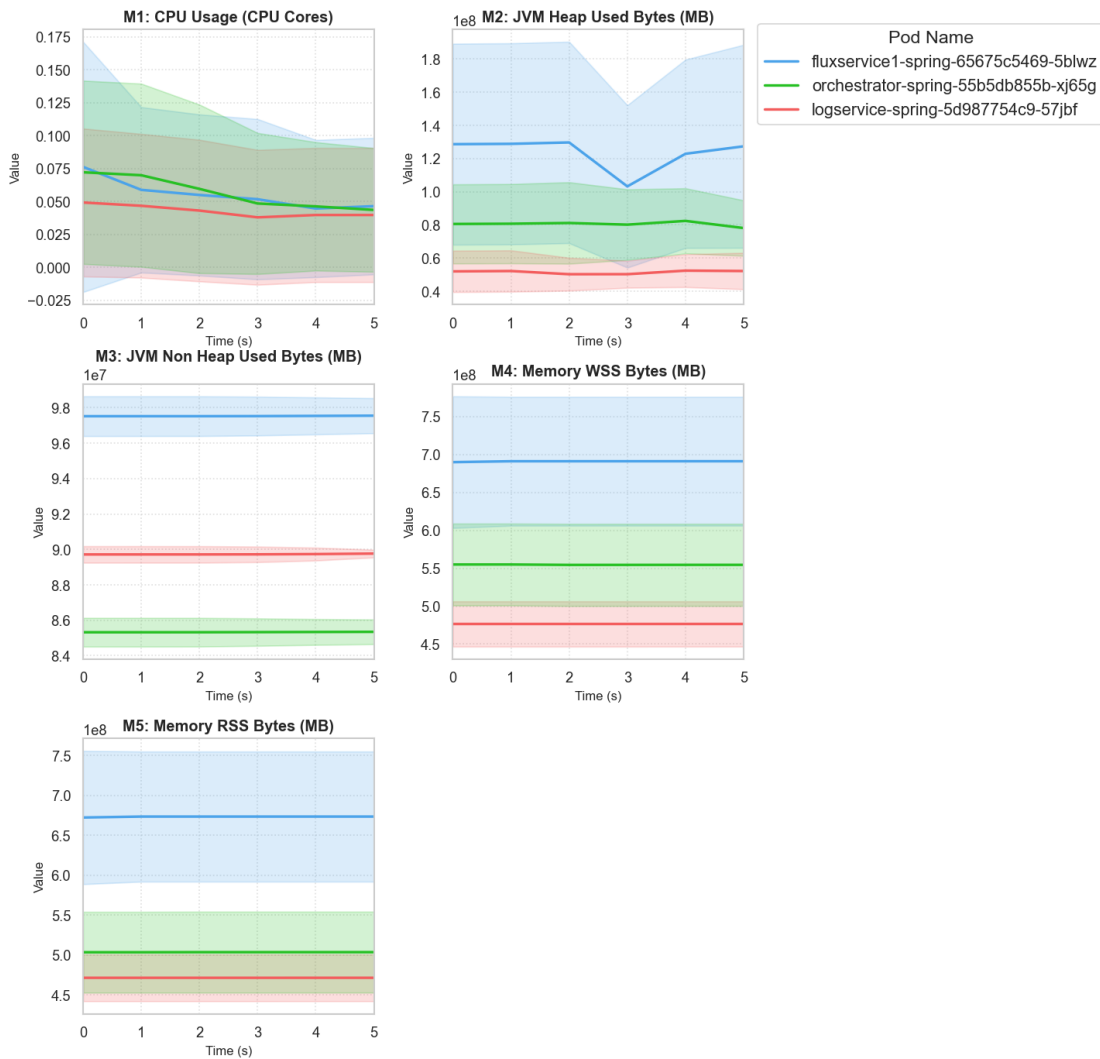 M1: CPU Usage (CPU Cores)
0.175
0.150
0.125
0.100
0.075
0.050
0.025
0.000
−0.025
Value
0 1 2 3 4 5
Time (s)
M2: JVM Heap Used Bytes (MB)
1e8
1.8
1.6
1.4
1.2
1.0
0.8
0.6
0.4
Value
0 1 2 3 4 5
Time (s)
Pod Name
fluxservice1-spring-65675c5469-5blwz
orchestrator-spring-55b5db855b-xj65g
logservice-spring-5d987754c9-57jbf
M3: JVM Non Heap Used Bytes (MB)
1e7
9.8
9.6
9.4
9.2
9.0
8.8
8.6
8.4
Value
0 1 2 3 4 5
Time (s)
M4: Memory WSS Bytes (MB)
1e8
7.5
7.0
6.5
6.0
5.5
5.0
4.5
Value
0 1 2 3 4 5
Time (s)
M5: Memory RSS Bytes (MB)
1e8
7.5
7.0
6.5
6.0
5.5
5.0
4.5
Value
0 1 2 3 4 5
Time (s)